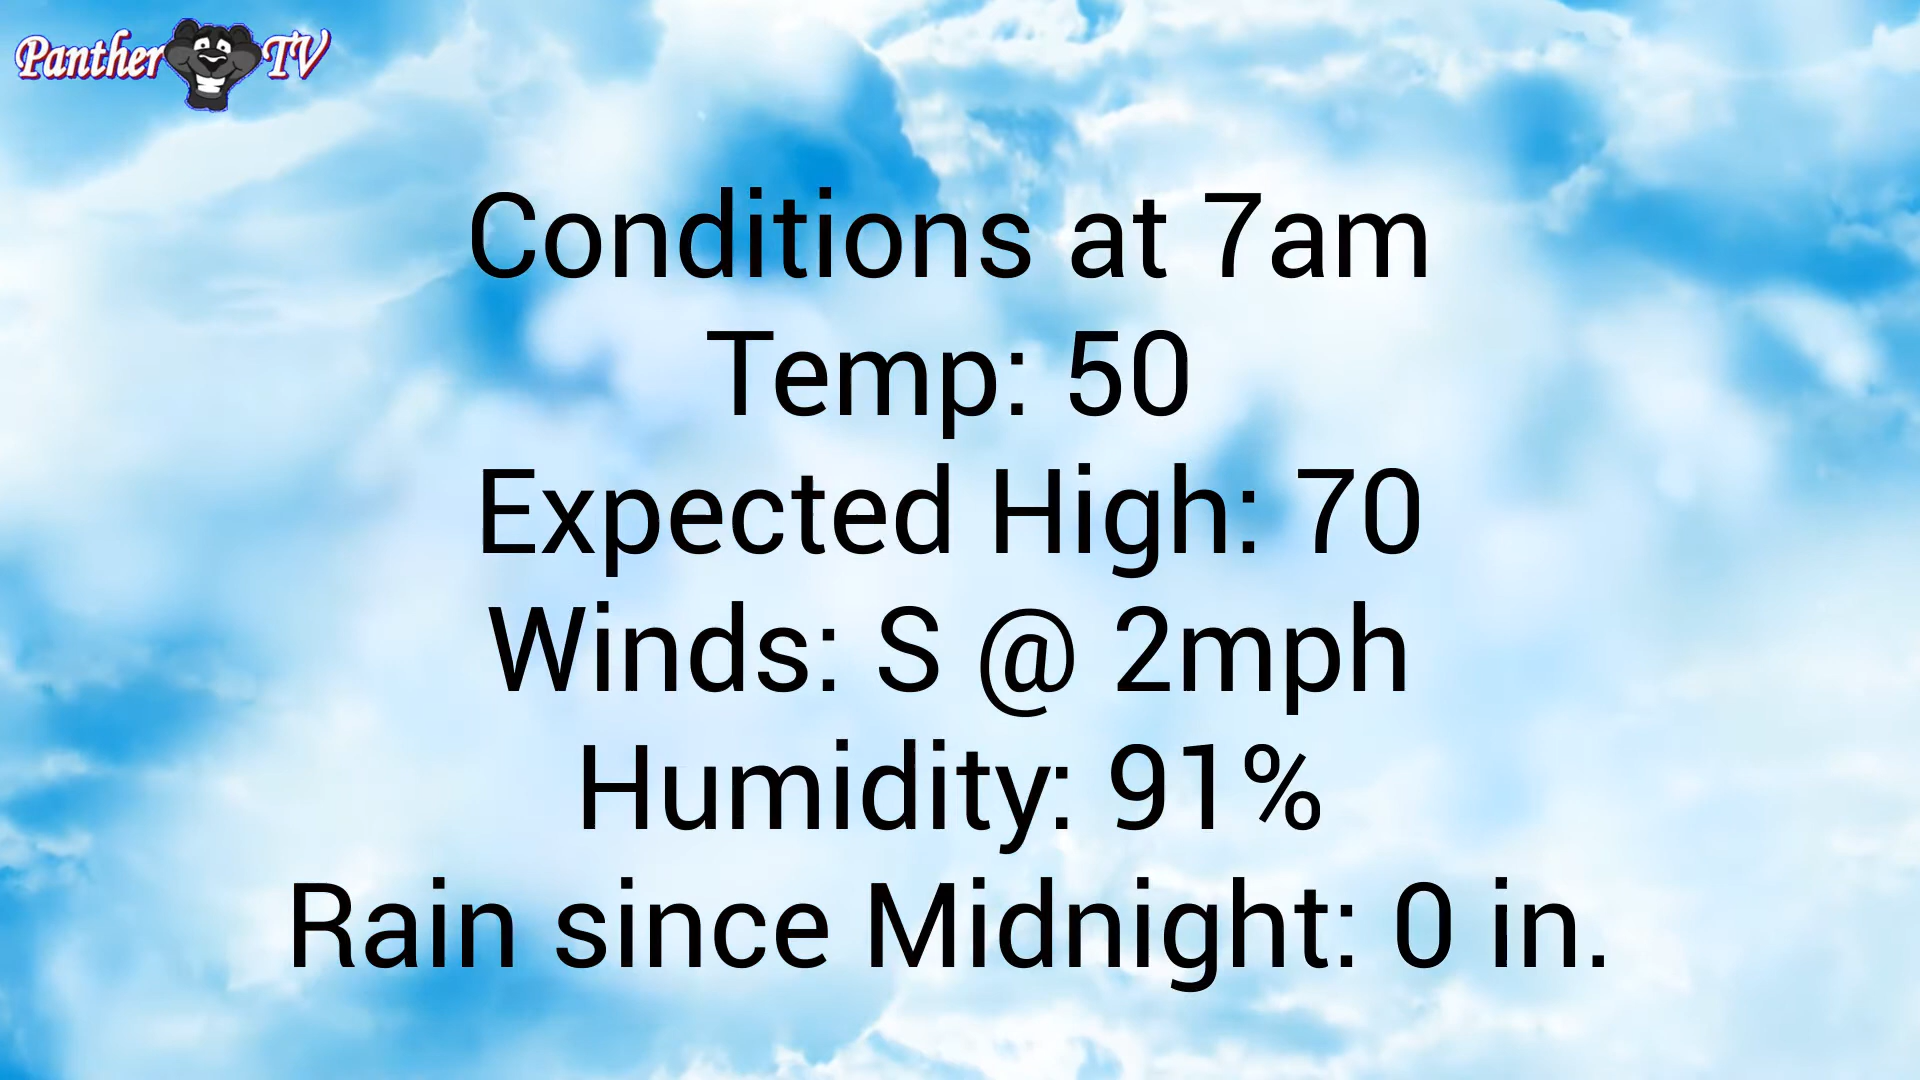 Panther TV
Conditions at 7am
Temp: 50
Expected High: 70
Winds: S @ 2mph
Humidity: 91%
Rain since Midnight: 0 in.